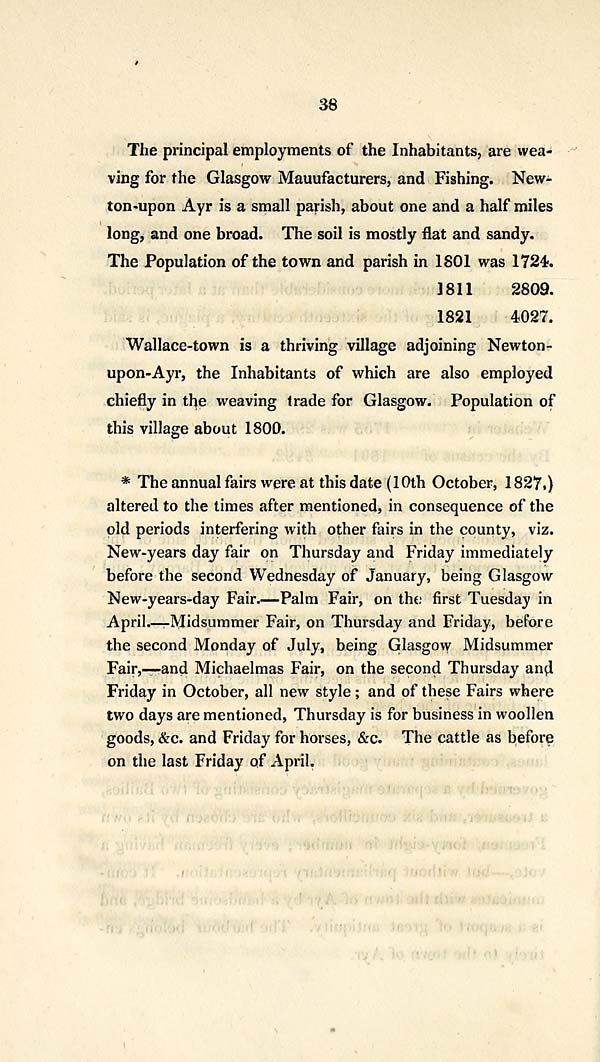 38
The principal employments of the Inhabitants, are wea-
ving for the Glasgow Mauufacturers, and Fishing. New-
ton-upon Ayr is a small parish, about one and a half miles
long, and one broad. The soil is mostly flat and sandy.
The Population of the town and parish in 1801 was 1724.
1811 2809.
1821 4027.
Wallace-town is a thriving village adjoining Newton-
upon-Ayr, the Inhabitants of which are also employed
chiefly in the weaving trade for Glasgow. Population of
this village about 1800.
* The annual fairs were at this date (10th October, 1827,)
altered to the times after mentioned, in consequence of the
old periods interfering with other fairs in the county, viz.
New-years day fair on Thursday and Friday immediately
before the second Wednesday of January, being Glasgow
New-years-day Fair.—Palm Fair, on the first Tuesday in
April.—Midsummer Fair, on Thursday and Friday, before
the second Monday of July, being Glasgow Midsummer
Fair,—and Michaelmas Fair, on the second Thursday and
Friday in October, all new style; and of these Fairs where
two days are mentioned, Thursday is for business in woollen
goods, &c. and Friday for horses, &c. The cattle as before
on the last Friday of April.